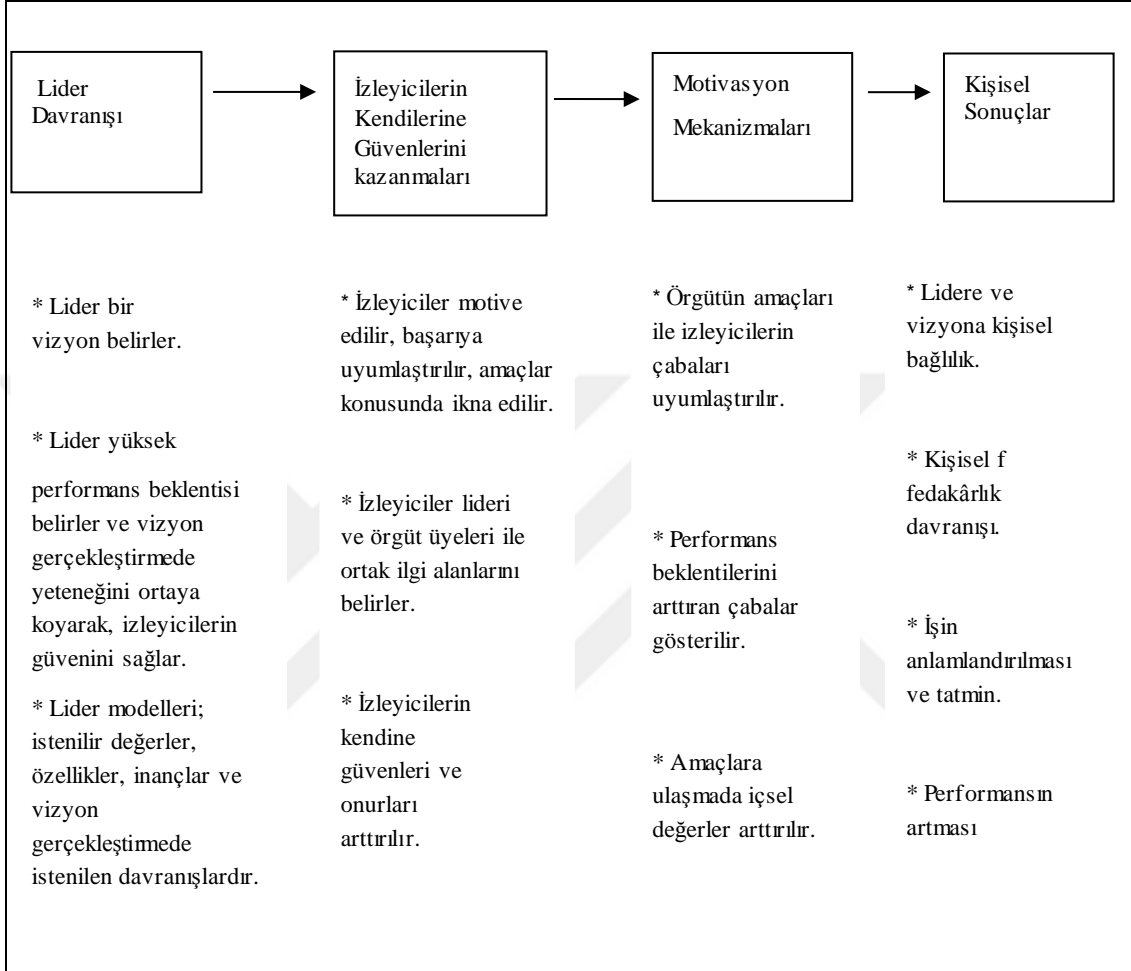 Lider
Davranışı
İzleyicilerin
Kendilerine
Güvenlerini
kazanmaları
Motivasyon
Mekanizmaları
Kişisel
Sonuçlar
* Lider bir
vizyon belirler.
* Lider yüksek
performans beklentisi
belirler ve vizyon
gerçekleştirmede
yeteneğini ortaya
koyarak, izleyicilerin
güvenini sağlar.
* Lider modelleri;
istenilir değerler,
özellikler, inançlar ve
vizyon
gerçekleştirmede
istenilen davranışlardır.
* İzleyiciler motive
edilir, başarıya
uyumlaştırılır, amaçlar
konusunda ikna edilir.
* İzleyiciler lideri
ve örgüt üyeleri ile
ortak ilgi alanlarını
belirler.
* İzleyicilerin
kendine
güvenleri ve
onurları
arttırılır.
* Örgütün amaçları
ile izleyicilerin
çabaları
uyumlaştırılır.
* Performans
beklentilerini
arttıran çabalar
gösterilir.
* Amaçlara
ulaşmada içsel
değerler arttırılır.
* Lidere ve
vizyona kişisel
bağlılık.
* Kişisel f
fedakârlık
davranışı.
* İşin
anlamlandırılması
ve tatmin.
* Performansın
artması